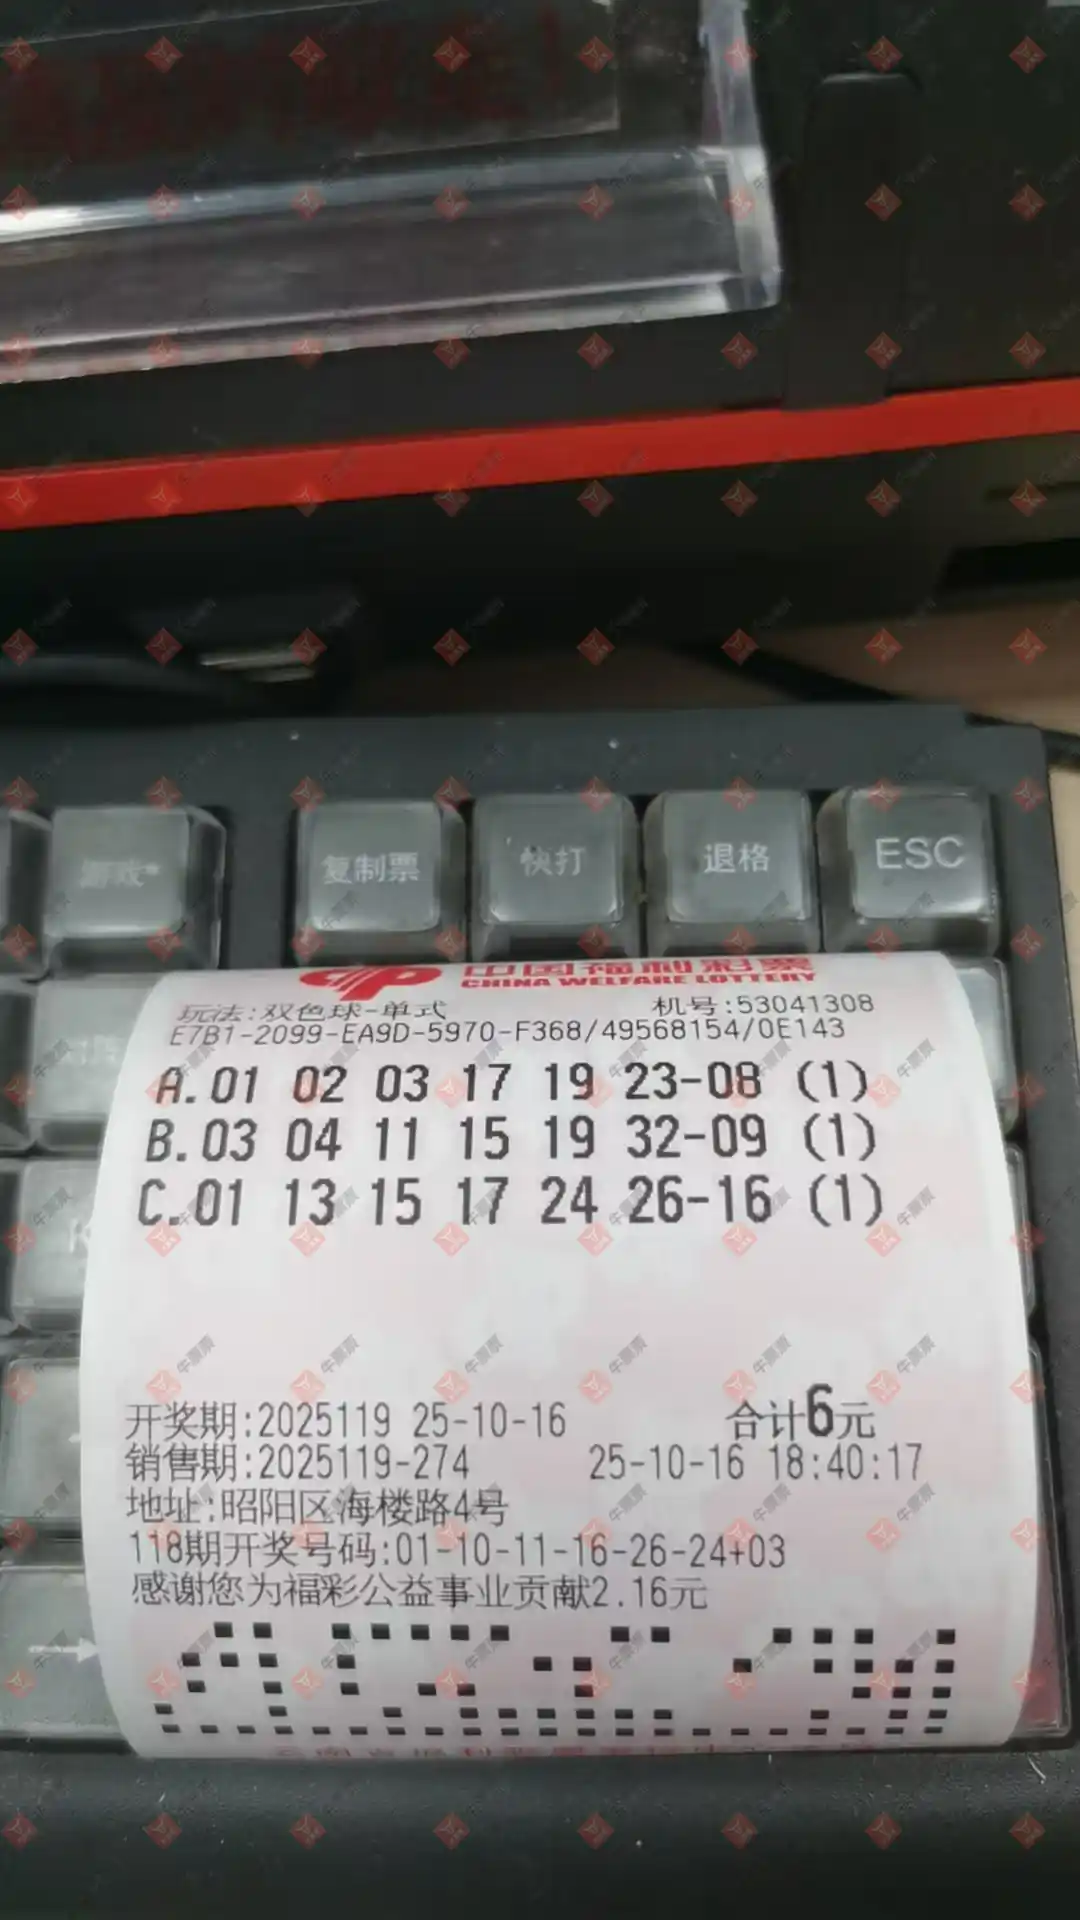 复制票
快打
退格
ESC
中国福利彩票
CHINA WELFARE LOTTERY
玩法:双色球-单式 机号:53041308
E7B1-2099-EA9D-5970-F368/49568154/0E143
A.01 02 03 17 19 23-08 (1)
B.03 04 11 15 19 32-09 (1)
C.01 13 15 17 24 26-16 (1)
开奖期:2025119 25-10-16 合计6元
销售期:2025119-274 25-10-16 18:40:17
地址:昭阳区海楼路4号
118期开奖号码:01-10-11-16-26-24+03
感谢您为福彩公益事业贡献2.16元
牛票票